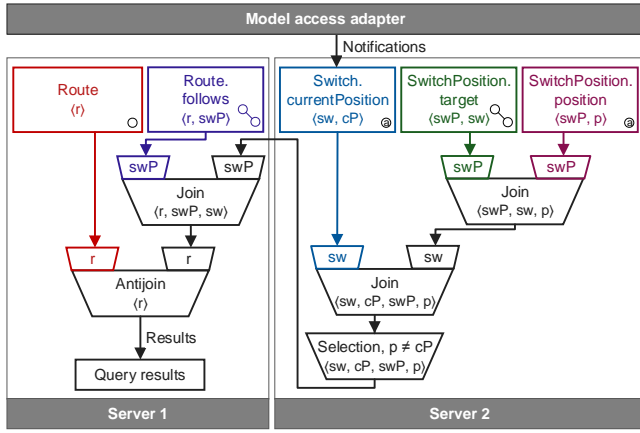 Model access adapter
Notifications
Route
⟨r⟩
Route.
follows
⟨r, swP⟩
Switch.
currentPosition
⟨sw, cP⟩
a
SwitchPosition.
target
⟨swP, sw⟩
SwitchPosition.
position
⟨swP, p⟩
a
swP
swP
Join
⟨r, swP, sw⟩
swP
swP
Join
⟨swP, sw, p⟩
r
r
Antijoin
⟨r⟩
sw
sw
Join
⟨sw, cP, swP, p⟩
Results
Query results
Selection, p ≠ cP
⟨sw, cP, swP, p⟩
Server 1
Server 2